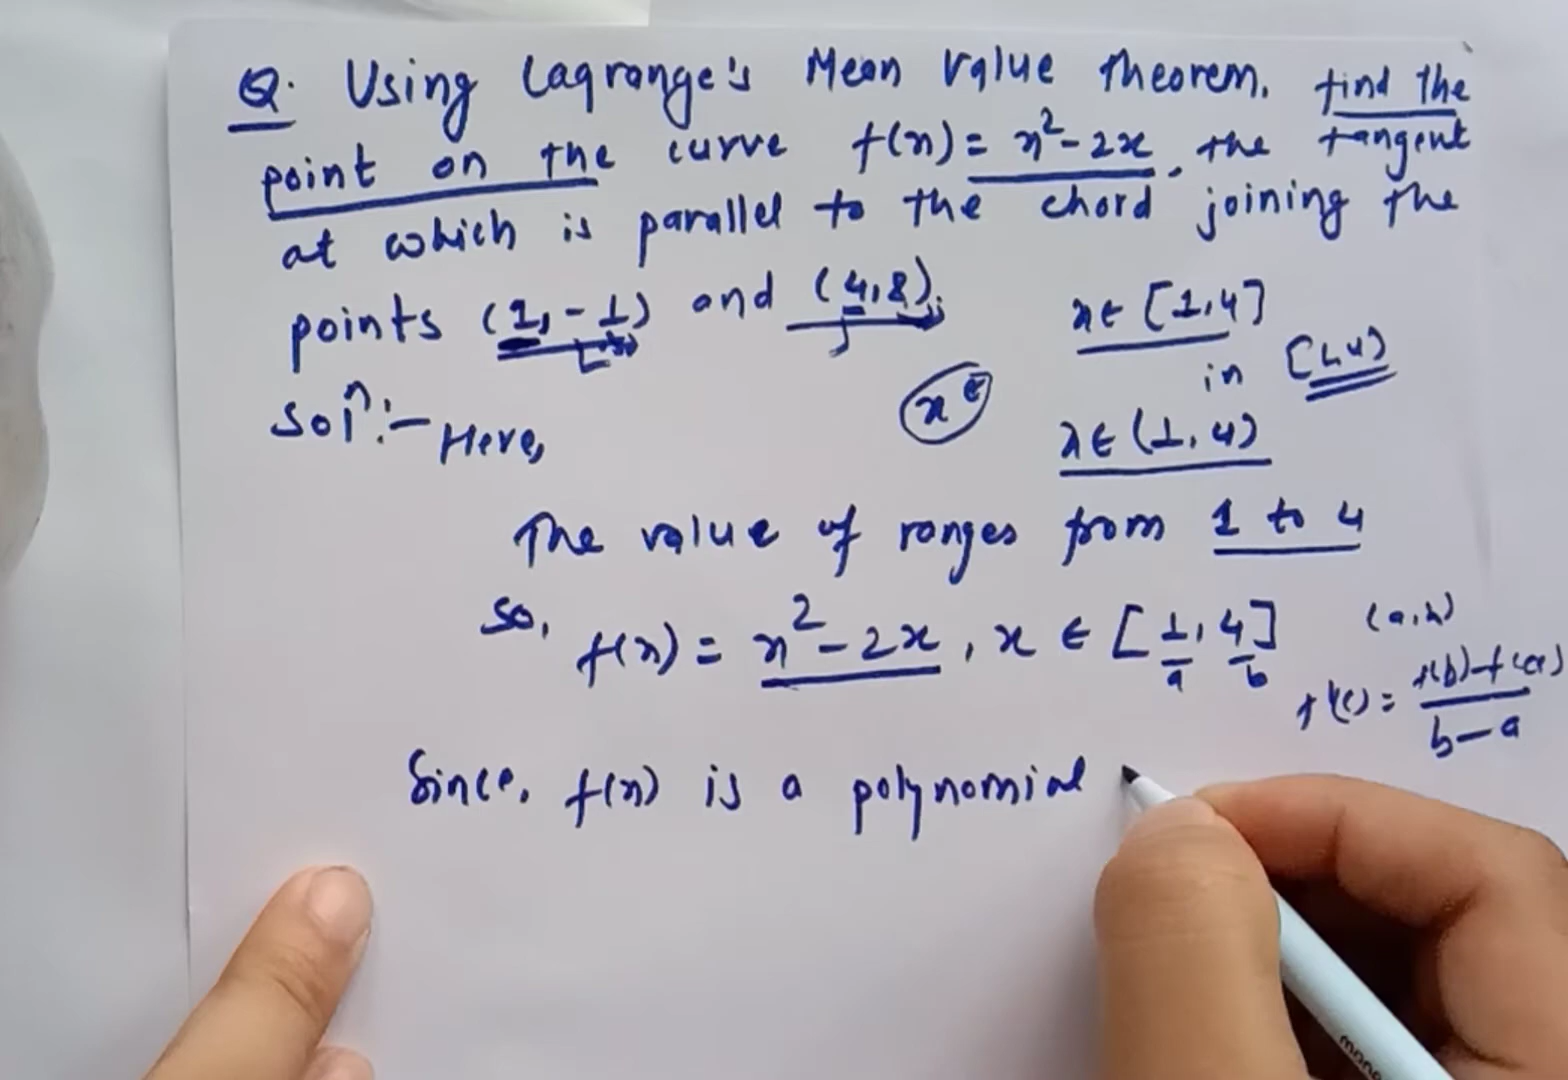 Q. Using Lagrange's Mean Value Theorem. find the
point on the curve f(x) = x² - 2x, the tangent
at which is parallel to the chord joining the
points (1, -1) and (4, 8).
x ∈ [1, 4]
in (1, 4)
x ∈ (1, 4)
x ∈
Solⁿ:- Here,
The value of ranges from 1 to 4
So, f(x) = x² - 2x, x ∈ [1, 4]
a b
(a, b)
f'(c) = f(b) - f(a) / b - a
Since, f(x) is a polynomial